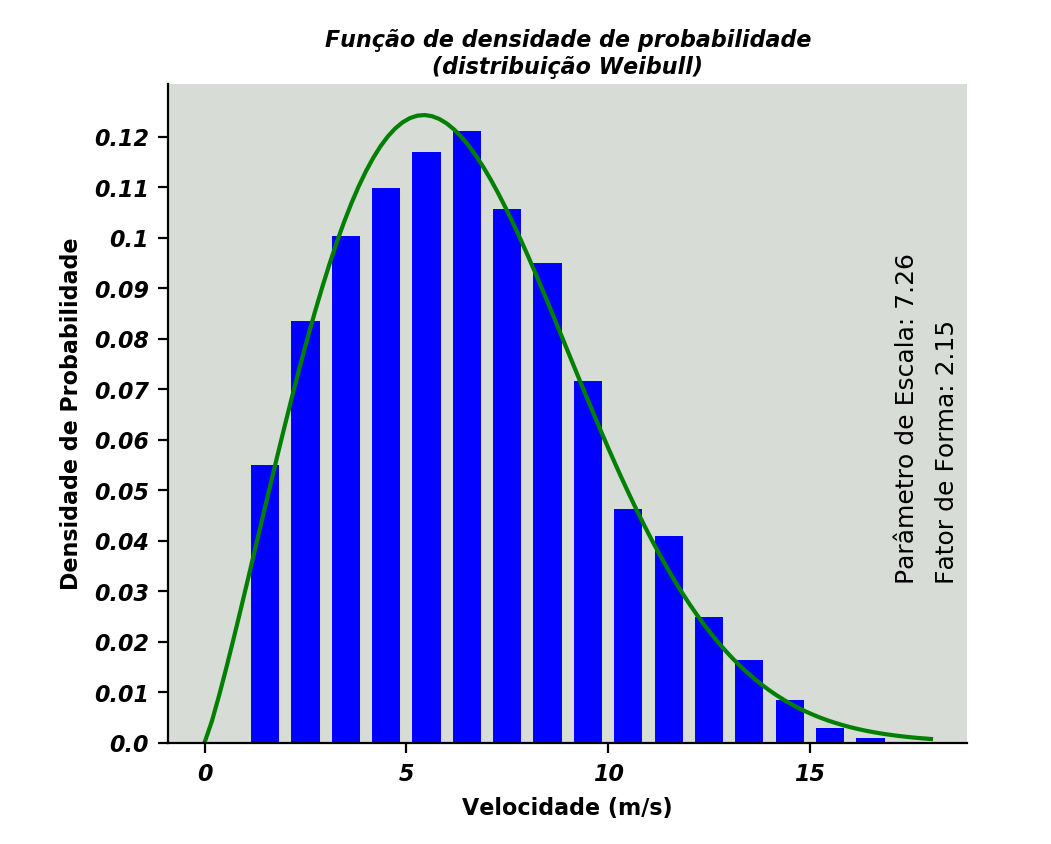 Função de densidade de probabilidade
(distribuição Weibull)
Densidade de Probabilidade
0.12
0.11
0.1
0.09
0.08
0.07
0.06
0.05
0.04
0.03
0.02
0.01
0.0
Parâmetro de Escala: 7.26
Fator de Forma: 2.15
0
5
10
15
Velocidade (m/s)